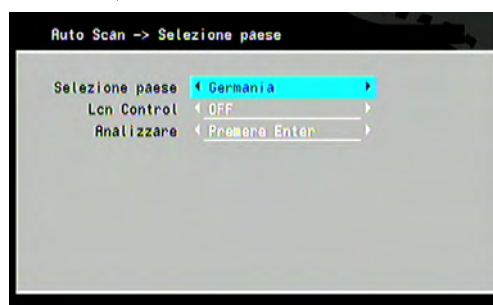 Auto Scan -> Selezione paese
Selezione paese Germania
Lcn Control OFF
Analizzare Premere Enter